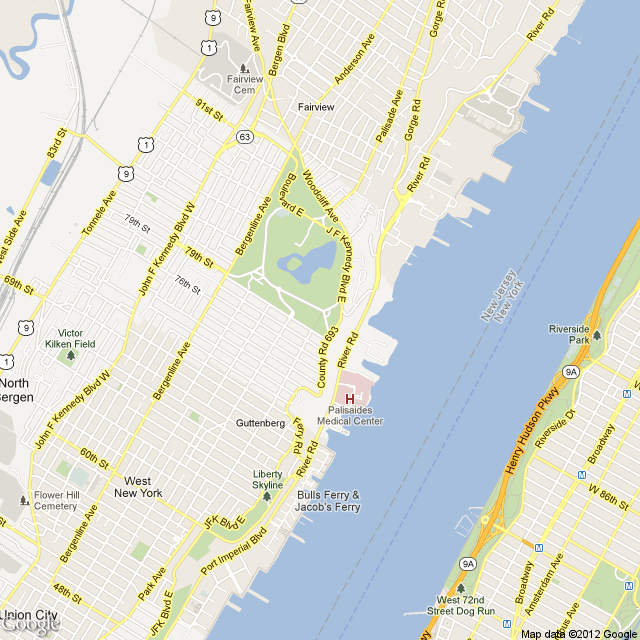 9
1
Fairview Ave
Bergen Blvd
9
Gorge Rd
River Rd
1
Anderson Ave
Fairview
Cem
91st St
Fairview
Palisade Ave
Gorge Rd
83rd St
63
1
9
River Rd
Woodcliff Ave
Boulevard E
Tonnele Ave
John F Kennedy Blvd W
Bergenline Ave
79th St
J F Kennedy Blvd E
79th St
76th St
West Side Ave
69th St
New Jersey
New York
9
Victor
Kilken Field
Riverside
Park
County Rd 693
River Rd
1
9A
North
Bergen
John F Kennedy Blvd W
Bergenline Ave
H
Palisaides
Medical Center
M
Henry Hudson Pkwy
Riverside Dr
Broadway
Guttenberg
Ferry Rd
River Rd
60th St
West
New York
Liberty
Skyline
M
W 86th St
Flower Hill
Cemetery
Bulls Ferry &
Jacob's Ferry
JFK Blvd E
Bergenline Ave
Port Imperial Blvd
M
9A
Broadway
Amsterdam Ave
48th St
Park Ave
JFK Blvd E
West 72nd
Street Dog Run
M
Union City
Google
Map data ©2012 Google